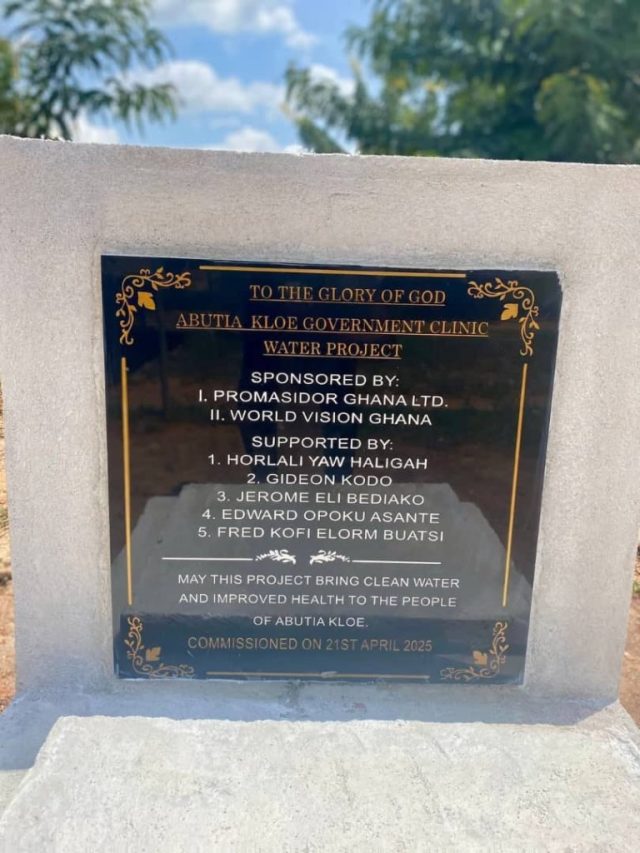 TO THE GLORY OF GOD
ABUTIA KLOE GOVERNMENT CLINIC
WATER PROJECT
SPONSORED BY:
I. PROMASIDOR GHANA LTD.
II. WORLD VISION GHANA
SUPPORTED BY:
1. HORLALI YAW HALIGAH
2. GIDEON KODO
3. JEROME ELI BEDIAKO
4. EDWARD OPOKU ASANTE
5. FRED KOFI ELORM BUATSI
MAY THIS PROJECT BRING CLEAN WATER
AND IMPROVED HEALTH TO THE PEOPLE
OF ABUTIA KLOE.
COMMISSIONED ON 21ST APRIL 2025